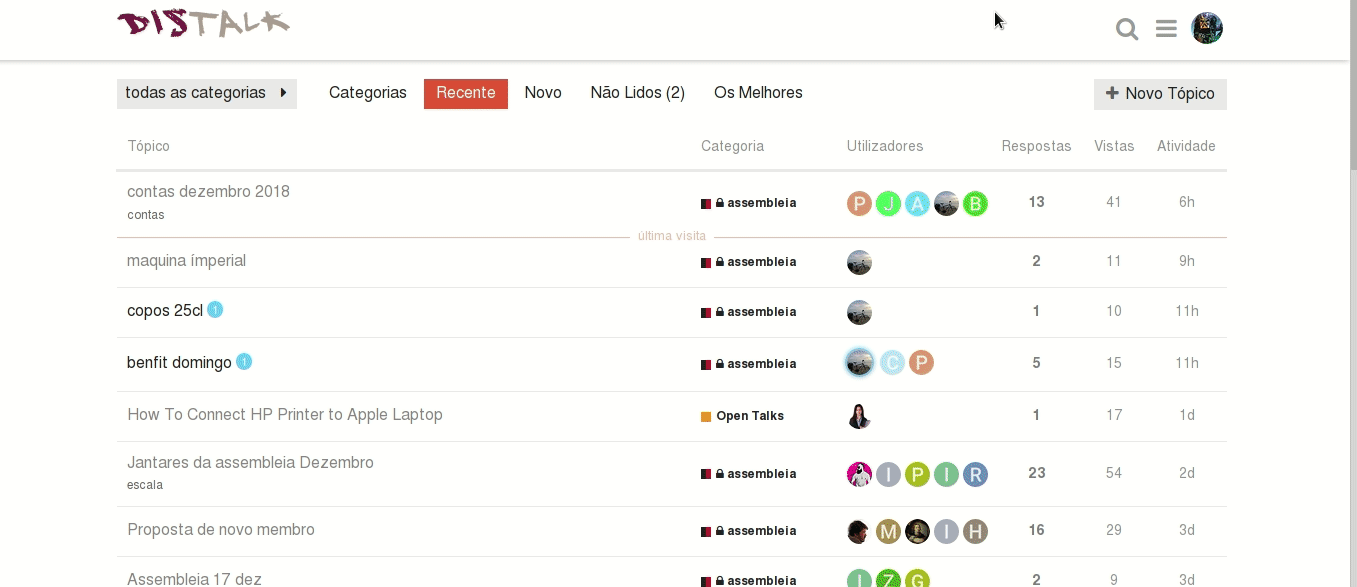 DISTALK
todas as categorias Categorias Recente Novo Não Lidos (2) Os Melhores + Novo Tópico
Tópico Categoria Utilizadores Respostas Vistas Atividade
contas dezembro 2018 assembleia P J A B 13 41 6h
contas
última visita
maquina ímperial assembleia 2 11 9h
copos 25cl 1 assembleia 1 10 11h
benfit domingo 1 assembleia C P 5 15 11h
How To Connect HP Printer to Apple Laptop Open Talks 1 17 1d
Jantares da assembleia Dezembro assembleia I P I R 23 54 2d
escala
Proposta de novo membro assembleia M I H 16 29 3d
Assembleia 17 dez assembleia I Z G 2 9 3d